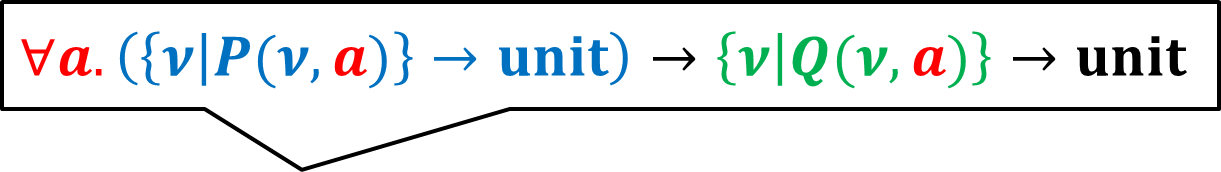 ∀a. ({ν|P(ν, a)} → unit) → {ν|Q(ν, a)} → unit